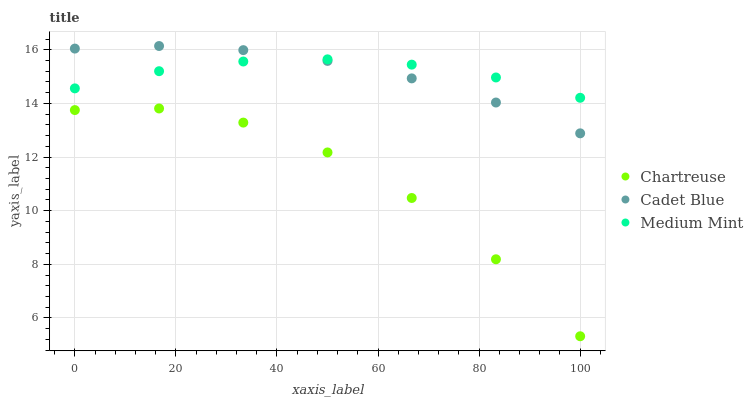 title
16
14
12
10
8
6
0 20 40 60 80 100
xaxis_label
yaxis_label
Chartreuse
Cadet Blue
Medium Mint